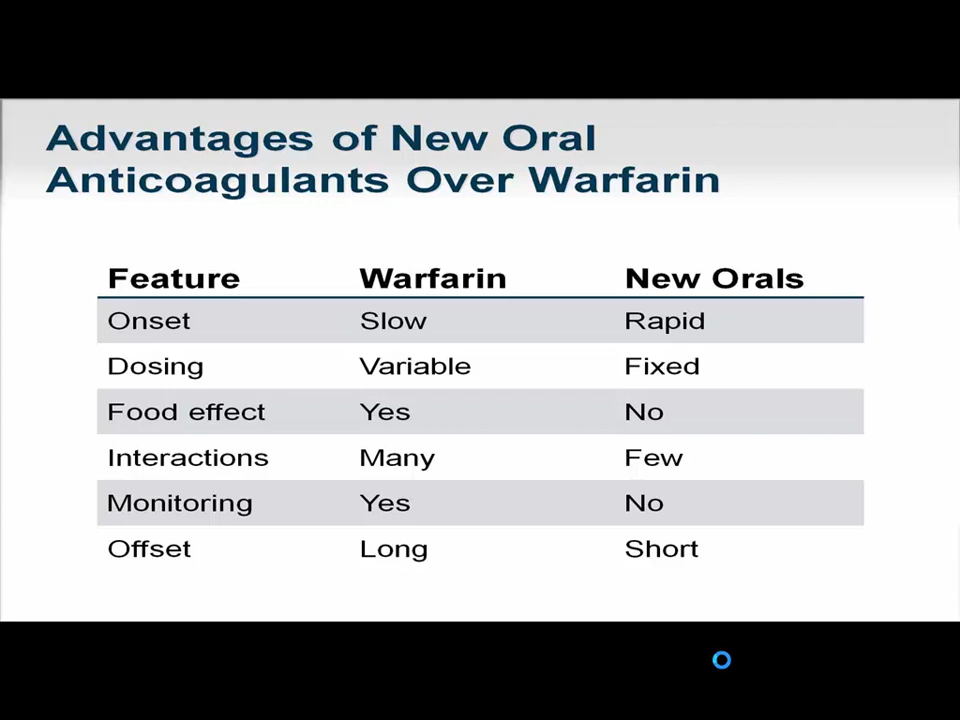 Advantages of New Oral
Anticoagulants Over Warfarin
Feature Warfarin New Orals
Onset Slow Rapid
Dosing Variable Fixed
Food effect Yes No
Interactions Many Few
Monitoring Yes No
Offset Long Short